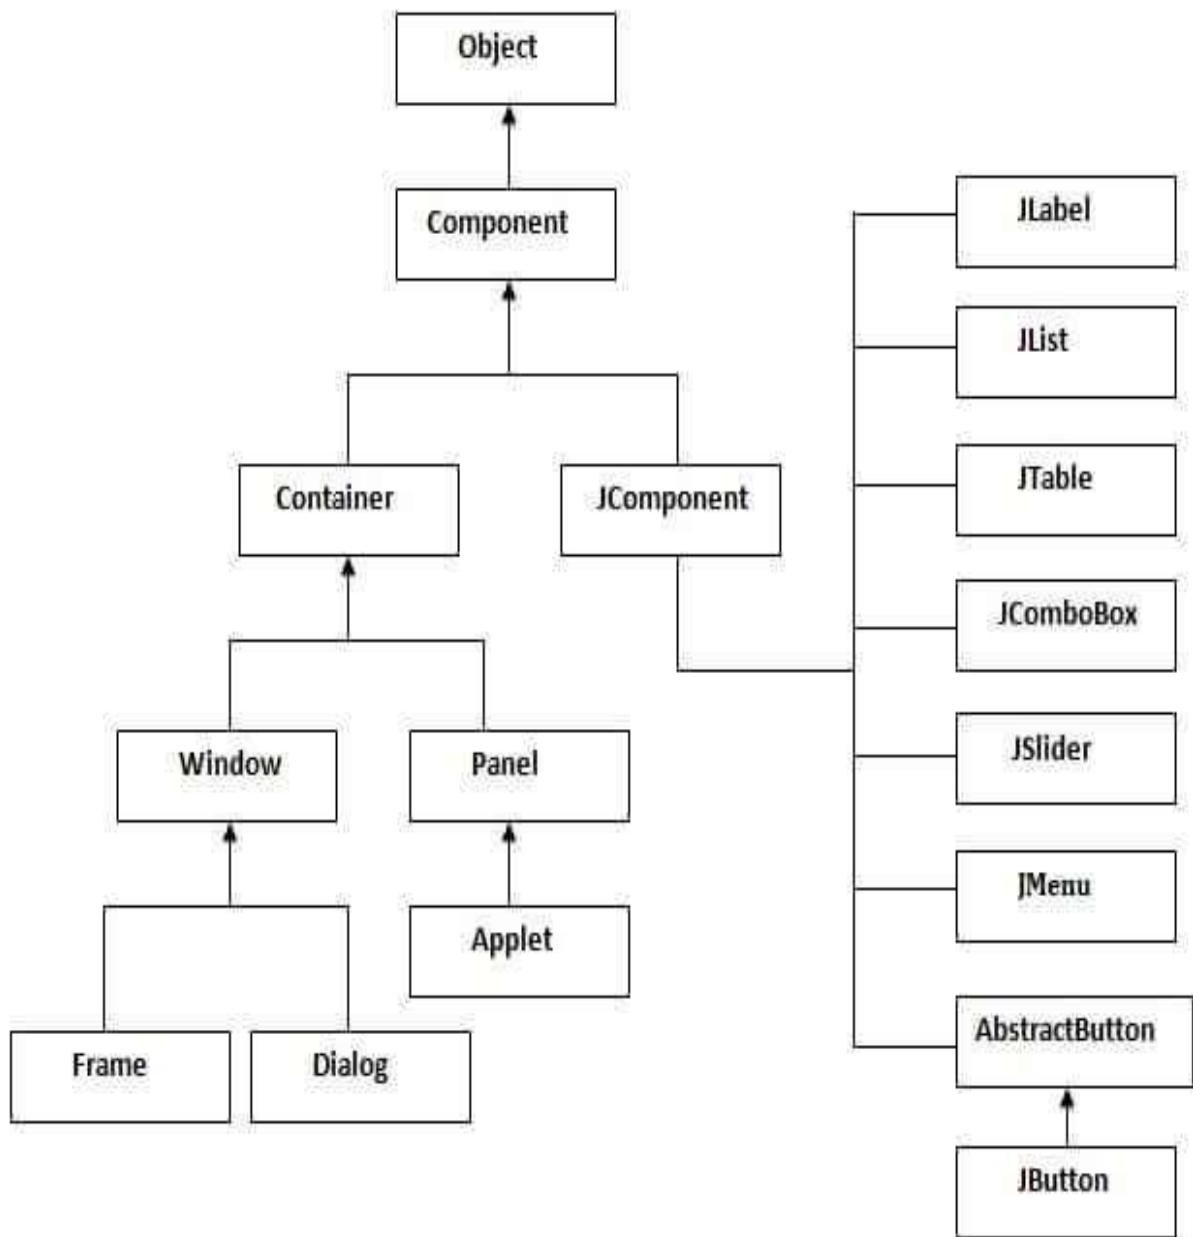 Object
Component
Container
JComponent
Window
Panel
Applet
Frame
Dialog
JLabel
JList
JTable
JComboBox
JSlider
JMenu
AbstractButton
JButton